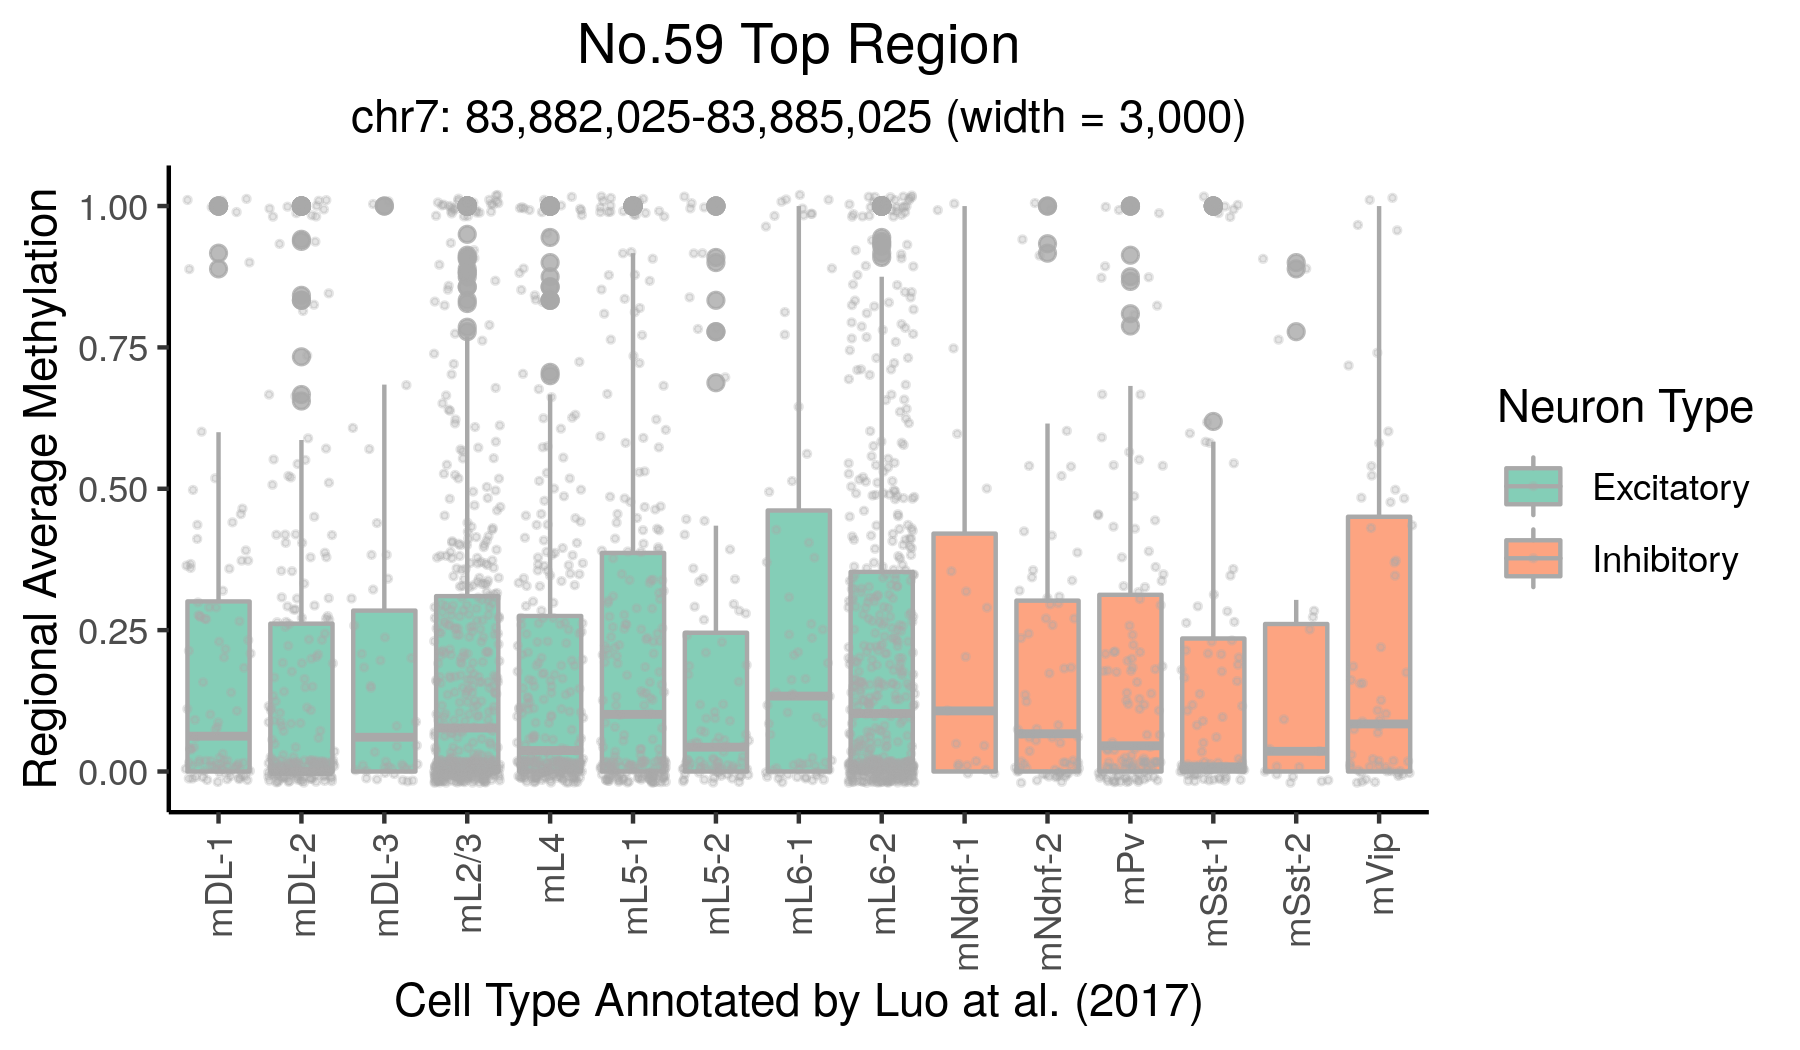 No.59 Top Region
chr7: 83,882,025-83,885,025 (width = 3,000)
Regional Average Methylation
1.00
0.75
0.50
0.25
0.00
mDL-1
mDL-2
mDL-3
mL2/3
mL4
mL5-1
mL5-2
mL6-1
mL6-2
mNdnf-1
mNdnf-2
mPv
mSst-1
mSst-2
mVip
Cell Type Annotated by Luo at al. (2017)
Neuron Type
Excitatory
Inhibitory